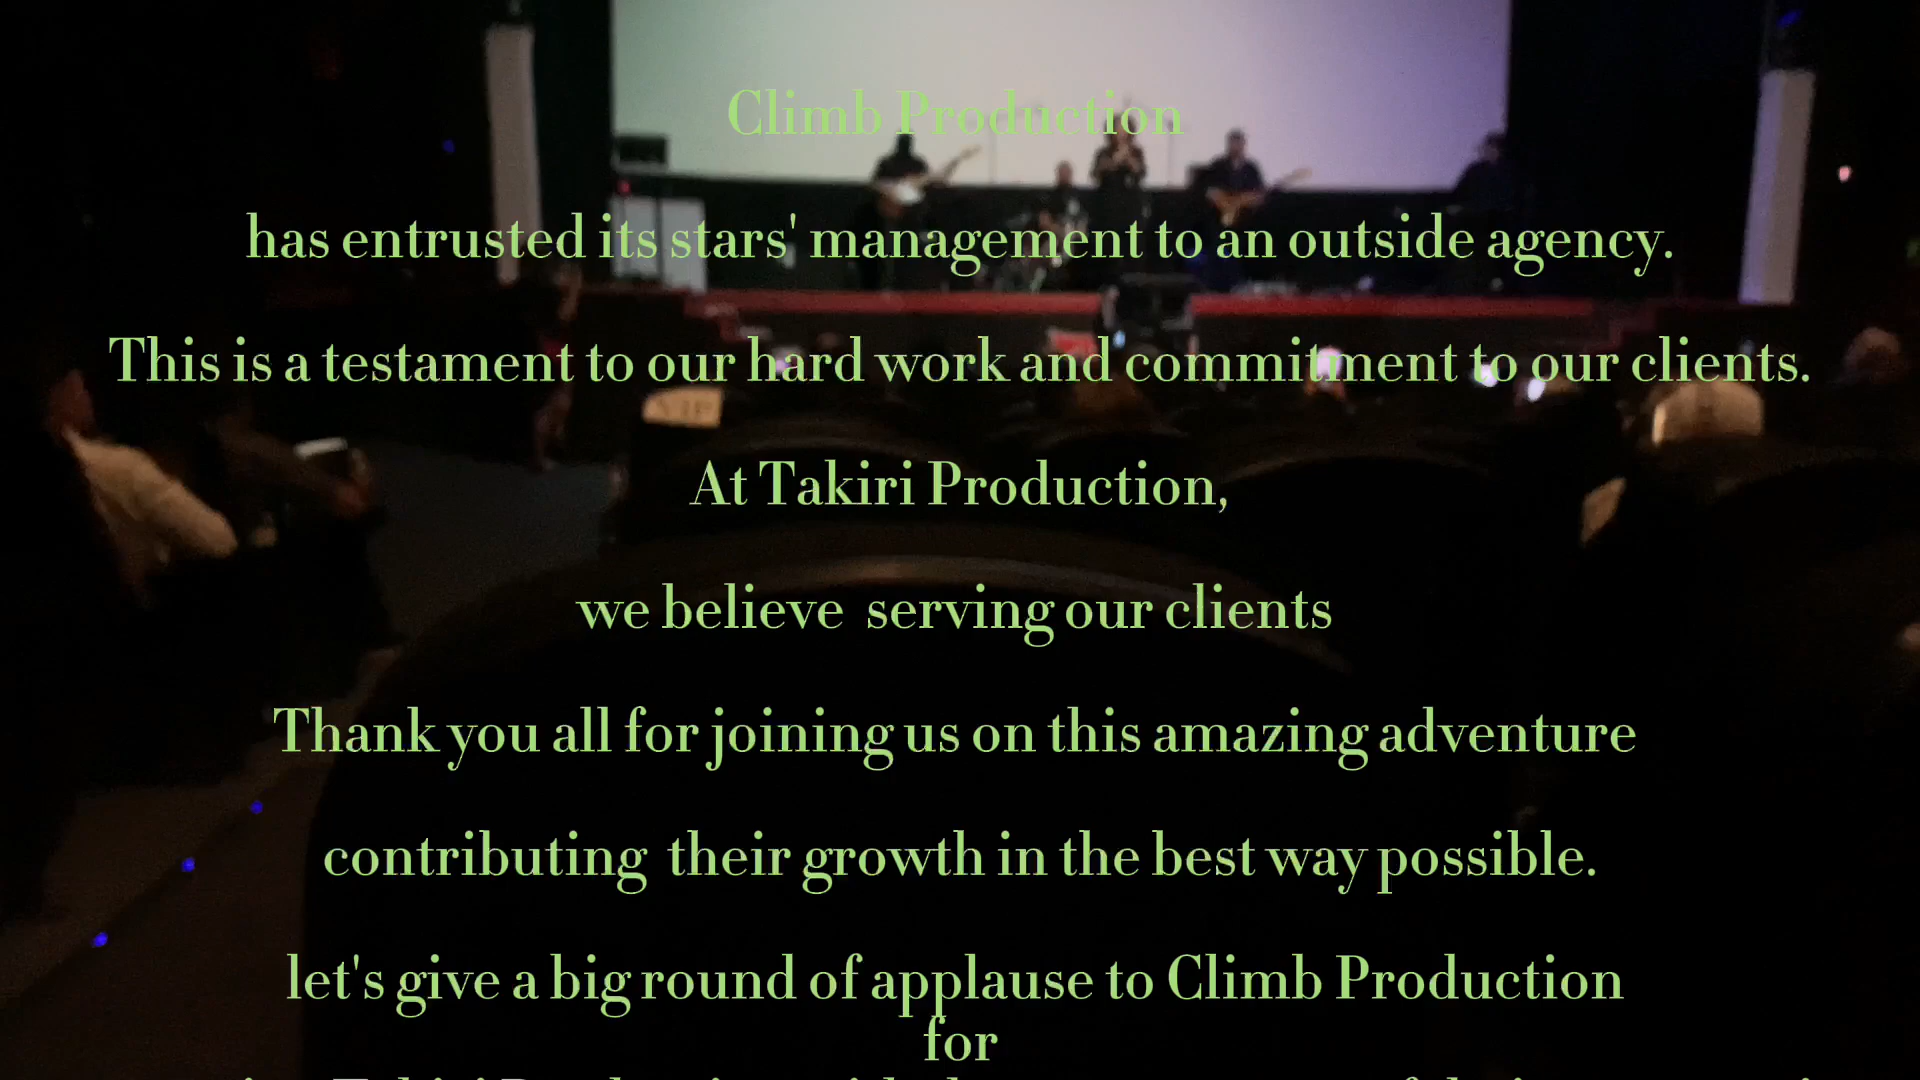 Climb Production
has entrusted its stars' management to an outside agency.
This is a testament to our hard work and commitment to our clients.
At Takiri Production,
we believe  serving our clients
Thank you all for joining us on this amazing adventure
contributing  their growth in the best way possible.
let's give a big round of applause to Climb Production
for
VIP